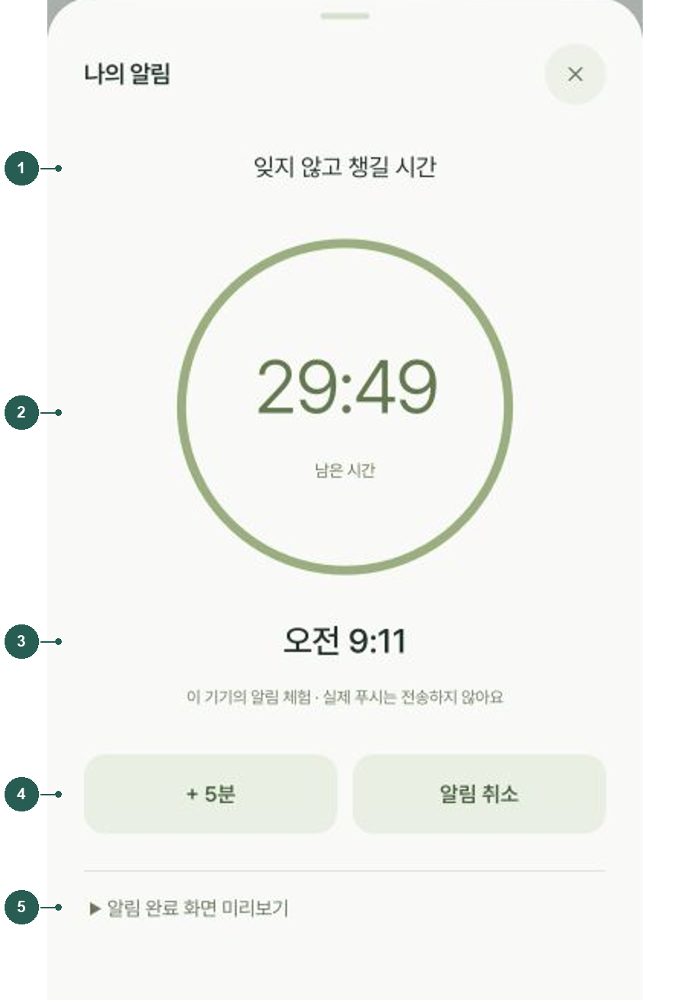 나의 알림
×
1
잊지 않고 챙길 시간
2
29:49
남은 시간
3
오전 9:11
이 기기의 알림 체험 · 실제 푸시는 전송하지 않아요
4
+ 5분
알림 취소
5
▶ 알림 완료 화면 미리보기